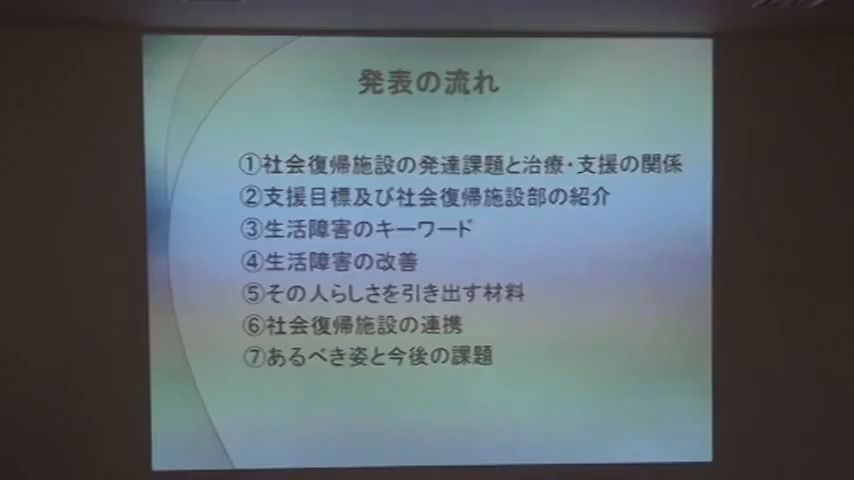 発表の流れ
①社会復帰施設の発達課題と治療・支援の関係
②支援目標及び社会復帰施設部の紹介
③生活障害のキーワード
④生活障害の改善
⑤その人らしさを引き出す材料
⑥社会復帰施設の連携
⑦あるべき姿と今後の課題